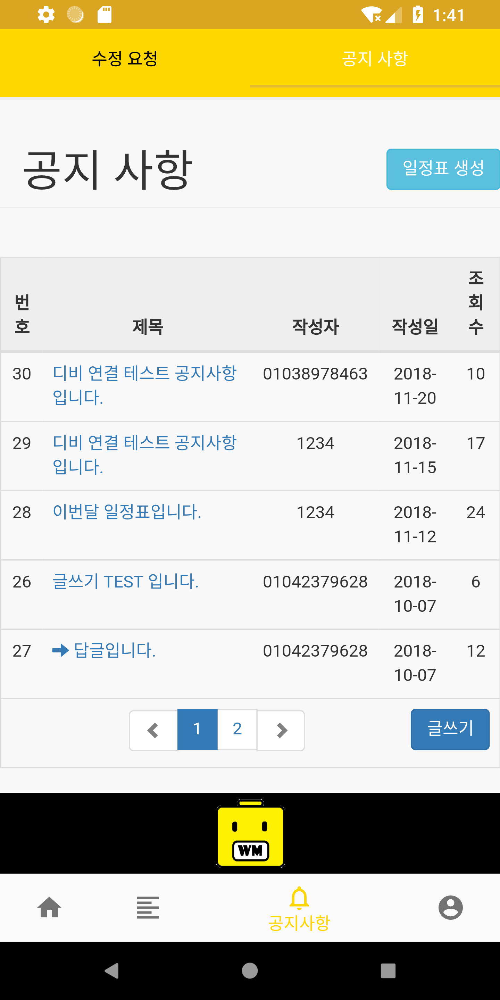 1:41
수정 요청
공지 사항
공지 사항
일정표 생성
번호
제목
작성자
작성일
조회수
30
디비 연결 테스트 공지사항
입니다.
01038978463
2018-
11-20
10
29
디비 연결 테스트 공지사항
입니다.
1234
2018-
11-15
17
28
이번달 일정표입니다.
1234
2018-
11-12
24
26
글쓰기 TEST 입니다.
01042379628
2018-
10-07
6
27
답글입니다.
01042379628
2018-
10-07
12
1
2
글쓰기
WM
공지사항